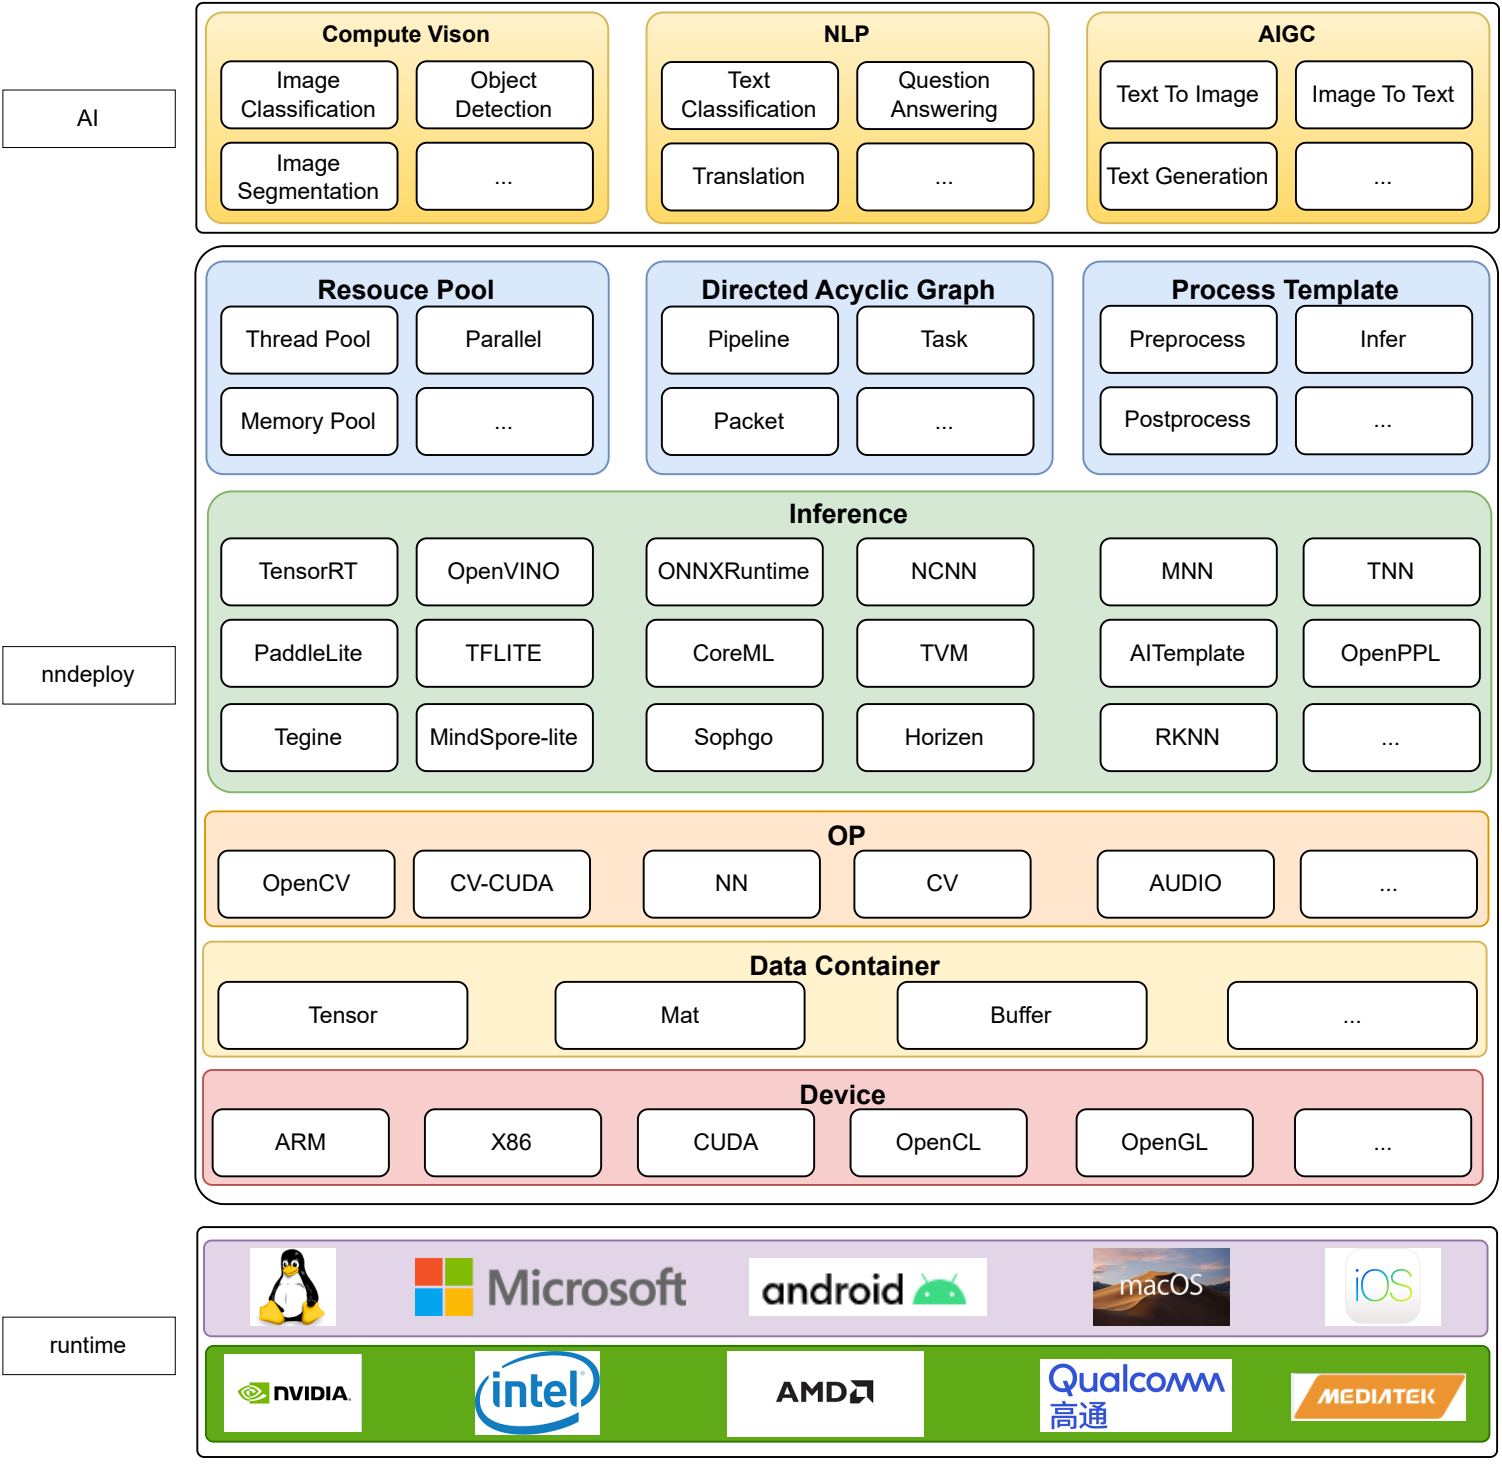 AI
Compute Vison
Image
Classification
Object
Detection
Image
Segmentation
...
NLP
Text
Classification
Question
Answering
Translation
...
AIGC
Text To Image
Image To Text
Text Generation
...
nndeploy
Resouce Pool
Thread Pool
Parallel
Memory Pool
...
Directed Acyclic Graph
Pipeline
Task
Packet
...
Process Template
Preprocess
Infer
Postprocess
...
Inference
TensorRT
OpenVINO
ONNXRuntime
NCNN
MNN
TNN
PaddleLite
TFLITE
CoreML
TVM
AITemplate
OpenPPL
Tegine
MindSpore-lite
Sophgo
Horizen
RKNN
...
OP
OpenCV
CV-CUDA
NN
CV
AUDIO
...
Data Container
Tensor
Mat
Buffer
...
Device
ARM
X86
CUDA
OpenCL
OpenGL
...
runtime
Microsoft
android
macOS
iOS
NVIDIA.
intel
AMD
Qualcomm
高通
MEDIATEK